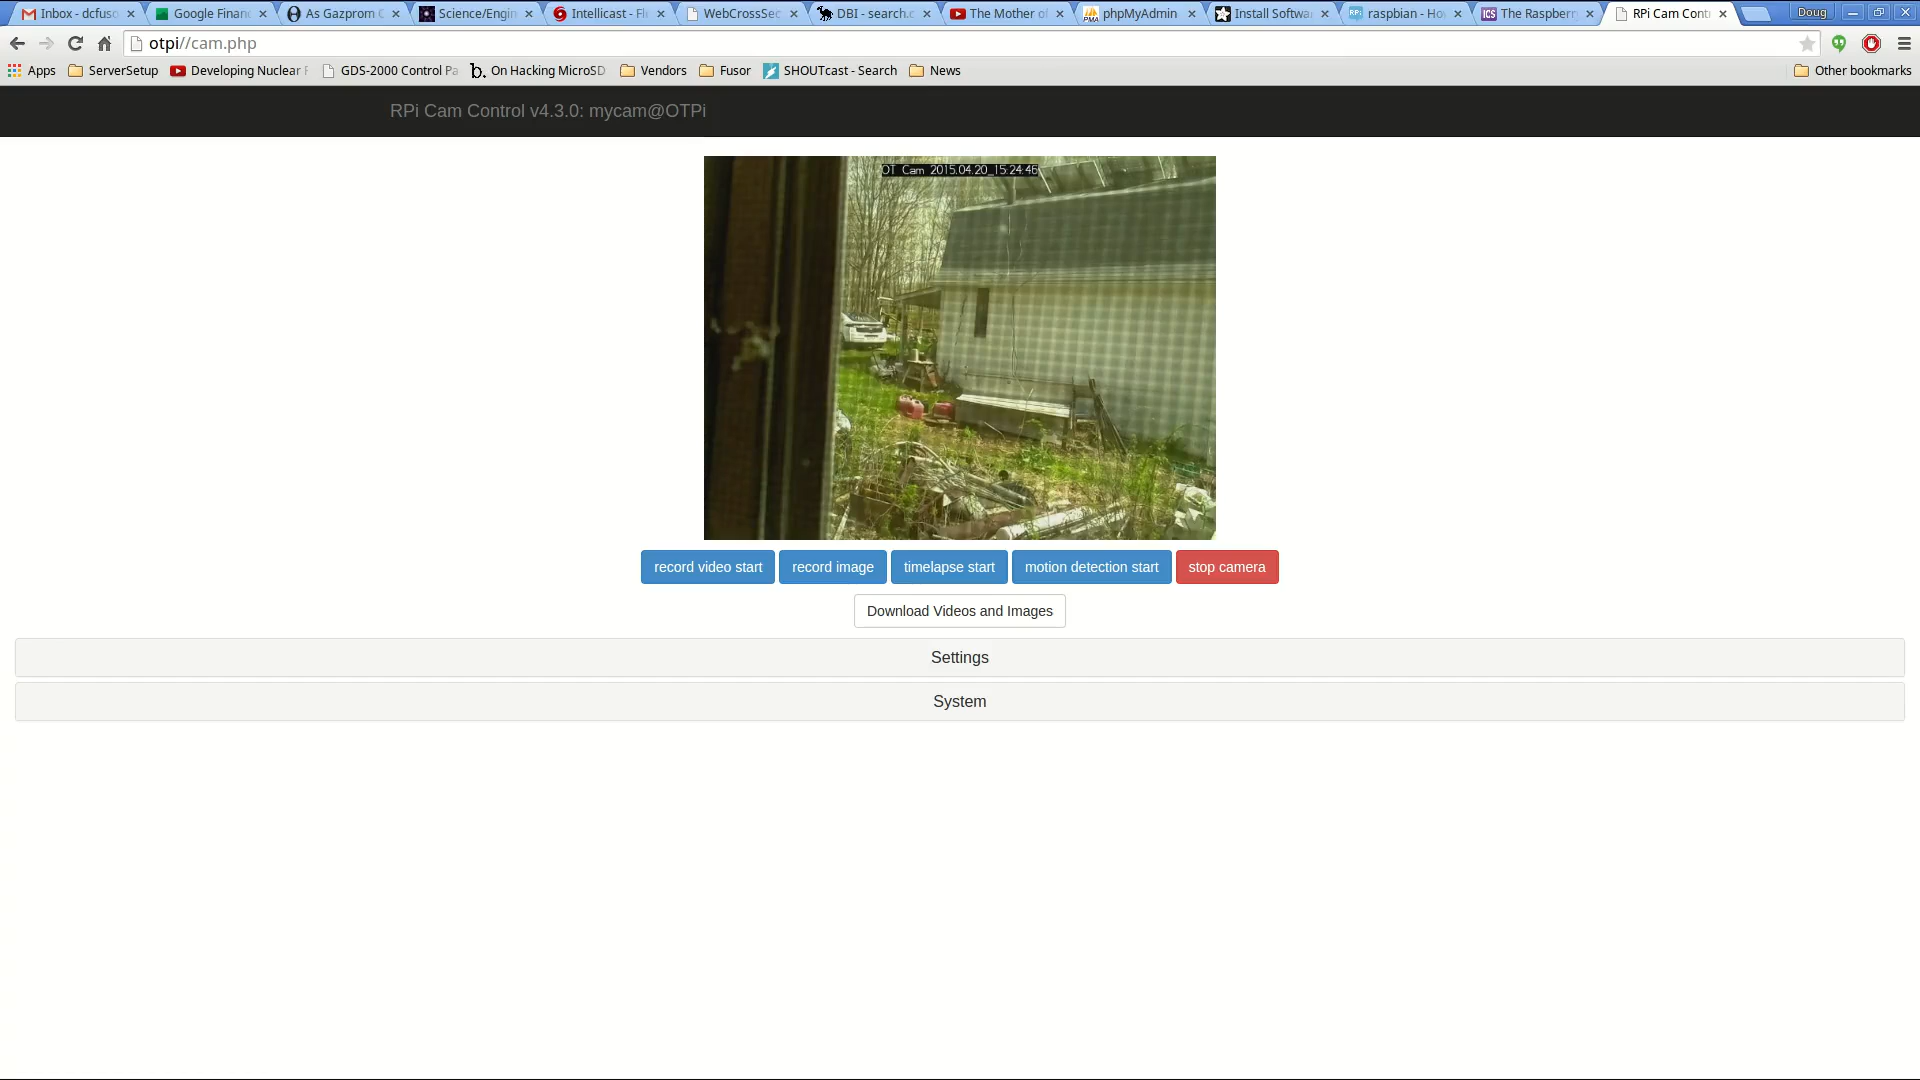 Inbox - dcfuso
Google Finan
As Gazprom
Science/Engin
Intellicast - Fl
WebCrossSec
DBI - search.c
The Mother of
phpMyAdmin
Install Softwa
raspbian - Ho
The Raspberr
RPi Cam Cont
Doug
otpi//cam.php
Apps
ServerSetup
Developing Nuclear
GDS-2000 Control Pa
b. On Hacking MicroSD
Vendors
Fusor
SHOUTcast - Search
News
Other bookmarks
RPi Cam Control v4.3.0: mycam@OTPi
OT Cam 2015.04.20_15:24:46
record video start
record image
timelapse start
motion detection start
stop camera
Download Videos and Images
Settings
System